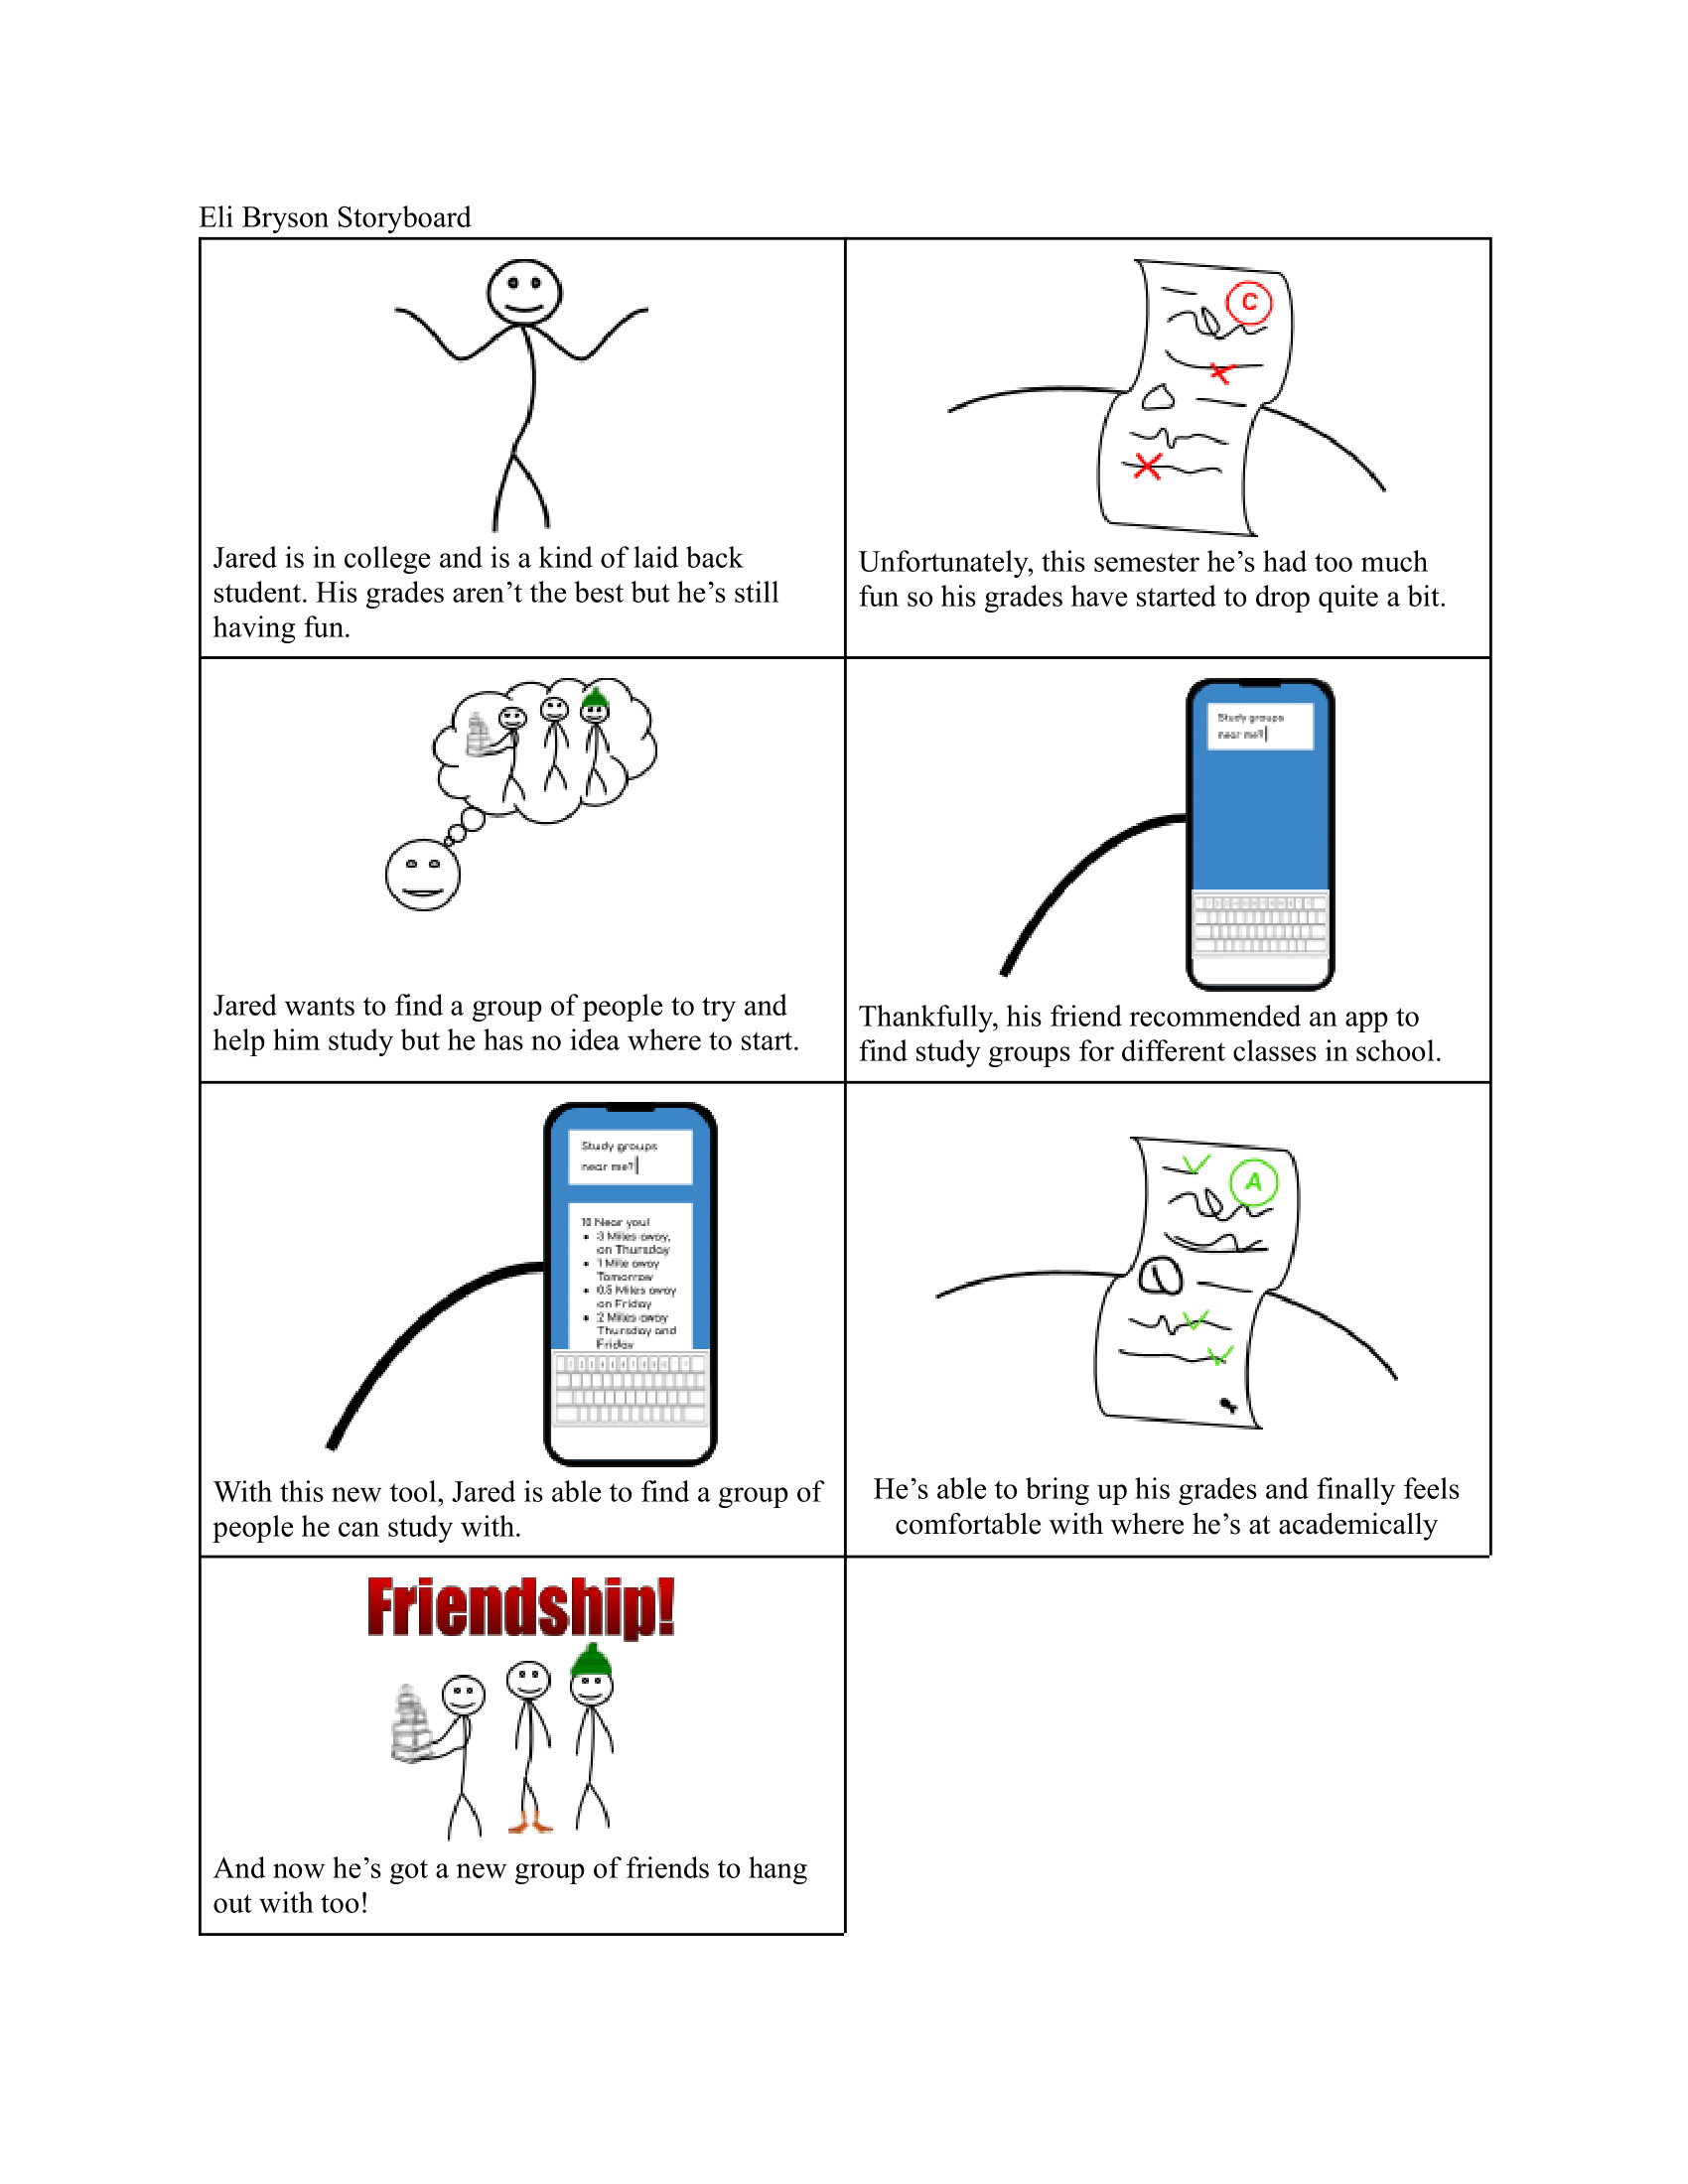 Eli Bryson Storyboard
Jared is in college and is a kind of laid back
student. His grades aren’t the best but he’s still
having fun.
C
Unfortunately, this semester he’s had too much
fun so his grades have started to drop quite a bit.
Jared wants to find a group of people to try and
help him study but he has no idea where to start.
Study groups
near me?
Thankfully, his friend recommended an app to
find study groups for different classes in school.
Study groups
near me?
10 Near you!
• 3 Miles away,
on Thursday
• 1 Mile away
Tomorrow
• 0.5 Miles away
on Friday
• 2 Miles away
Thursday and
Friday
With this new tool, Jared is able to find a group of
people he can study with.
A
He’s able to bring up his grades and finally feels
comfortable with where he’s at academically
Friendship!
And now he’s got a new group of friends to hang
out with too!